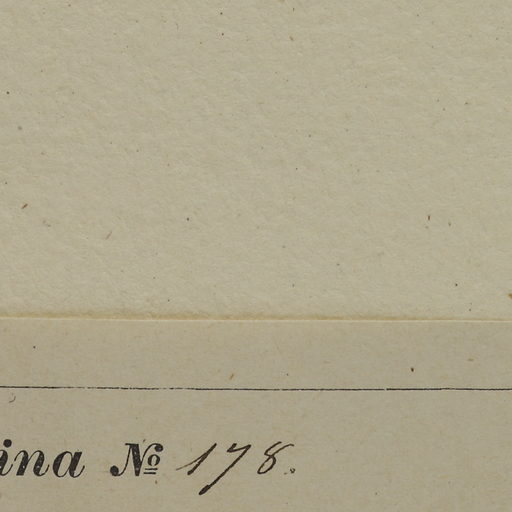 ina № 178.